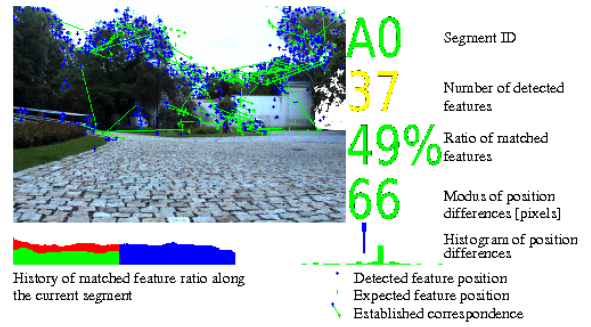 A0 Segment ID
37 Number of detected
features
49% Ratio of matched
features
66 Modus of position
differences [pixels]
Histogram of position
differences
History of matched feature ratio along
the current segment
Detected feature position
Expected feature position
Established correspondence